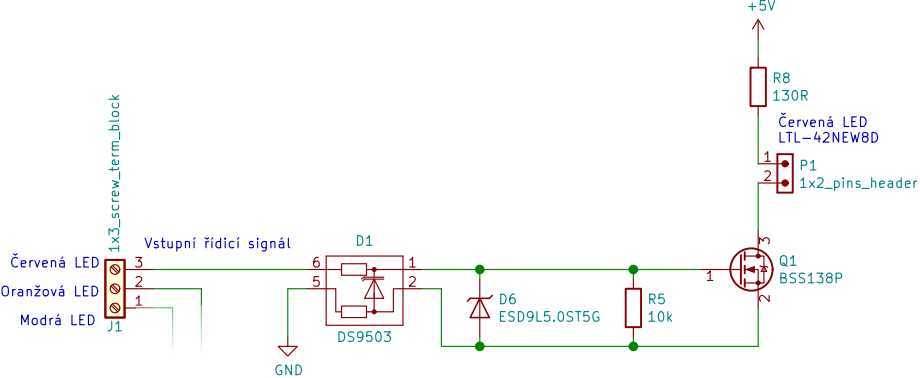 +5V
R8
130R
Červená LED
LTL-42NEW8D
1
2
P1
1x2_pins_header
1x3_screw_term_block
Vstupní řídicí signál
D1
Červená LED
3
6
1
3
Q1
BSS138P
1
2
Oranžová LED
2
5
2
D6
ESD9L5.0ST5G
R5
10k
Modrá LED
1
J1
DS9503
GND